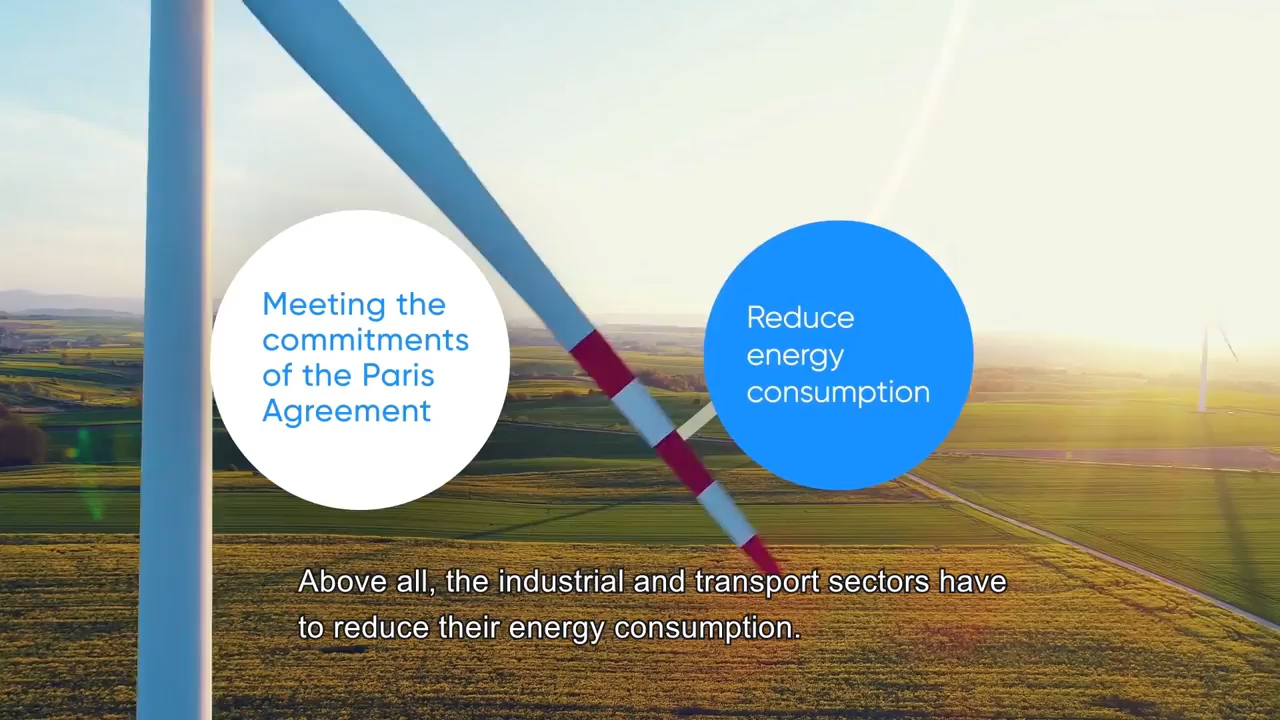 Meeting the
commitments
of the Paris
Agreement
Reduce
energy
consumption
Above all, the industrial and transport sectors have
to reduce their energy consumption.